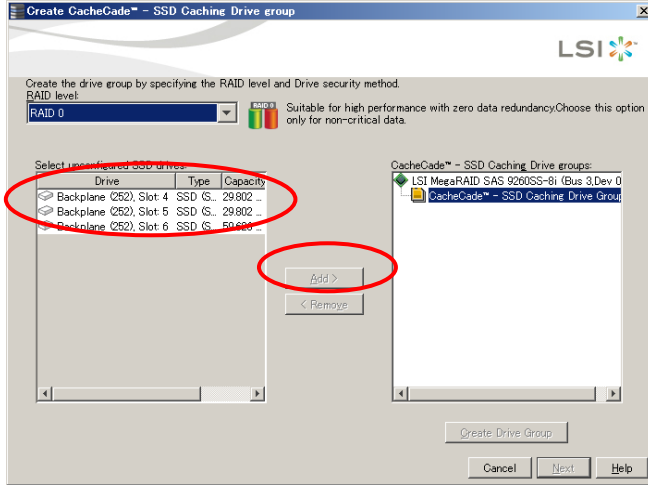 Create CacheCade™ - SSD Caching Drive group
LSI
Create the drive group by specifying the RAID level and Drive security method.
RAID level:
RAID 0
RAID 0
Suitable for high performance with zero data redundancy.Choose this option
only for non-critical data.
Select unconfigured SSD drives:
Drive Type Capacity
Backplane (252), Slot: 4 SSD (S... 29.802 ...
Backplane (252), Slot: 5 SSD (S... 29.802 ...
Backplane (252), Slot: 6 SSD (S... 59.626 ...
Add >
< Remove
CacheCade™ - SSD Caching Drive groups:
LSI MegaRAID SAS 9260SS-8i (Bus 3,Dev 0
CacheCade™ - SSD Caching Drive Group
Create Drive Group
Cancel
Next
Help